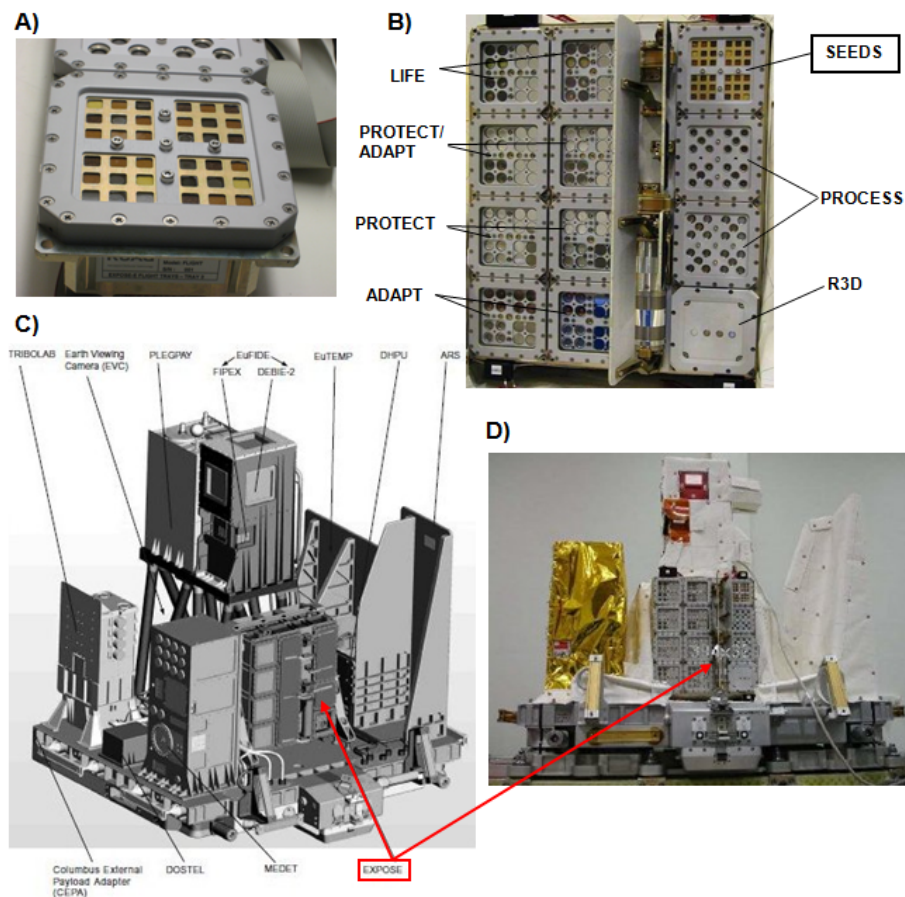 A)
B)
LIFE
PROTECT/
ADAPT
PROTECT
ADAPT
SEEDS
PROCESS
R3D
C)
TRIBOLAB
Earth Viewing
Camera (EVC)
PLEGPAY
EuFIDE
FIPEX
DEBIE-2
EuTEMP
DHPU
ARS
Columbus External
Payload Adapter
(CEPA)
DOSTEL
MEDET
EXPOSE
D)